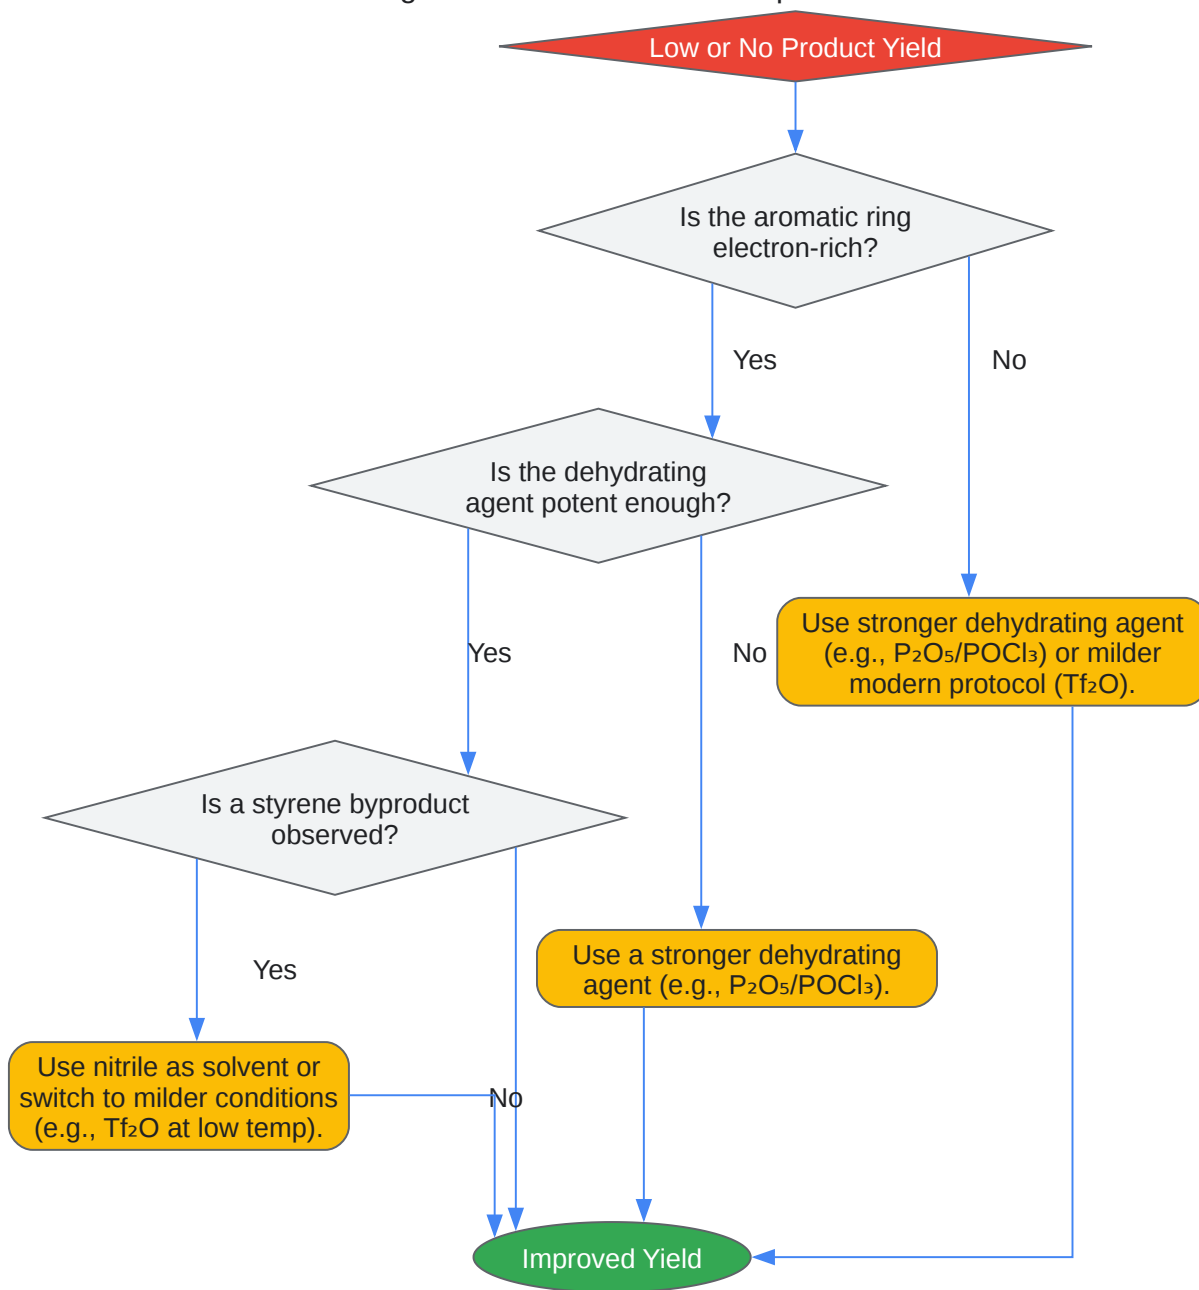 Low or No Product Yield
Is the aromatic ring
electron-rich?
Yes
No
Is the dehydrating
agent potent enough?
Use stronger dehydrating agent
(e.g., P₂O₅/POCl₃) or milder
modern protocol (Tf₂O).
Yes
No
Is a styrene byproduct
observed?
Use a stronger dehydrating
agent (e.g., P₂O₅/POCl₃).
Yes
Use nitrile as solvent or
switch to milder conditions
(e.g., Tf₂O at low temp).
No
Improved Yield